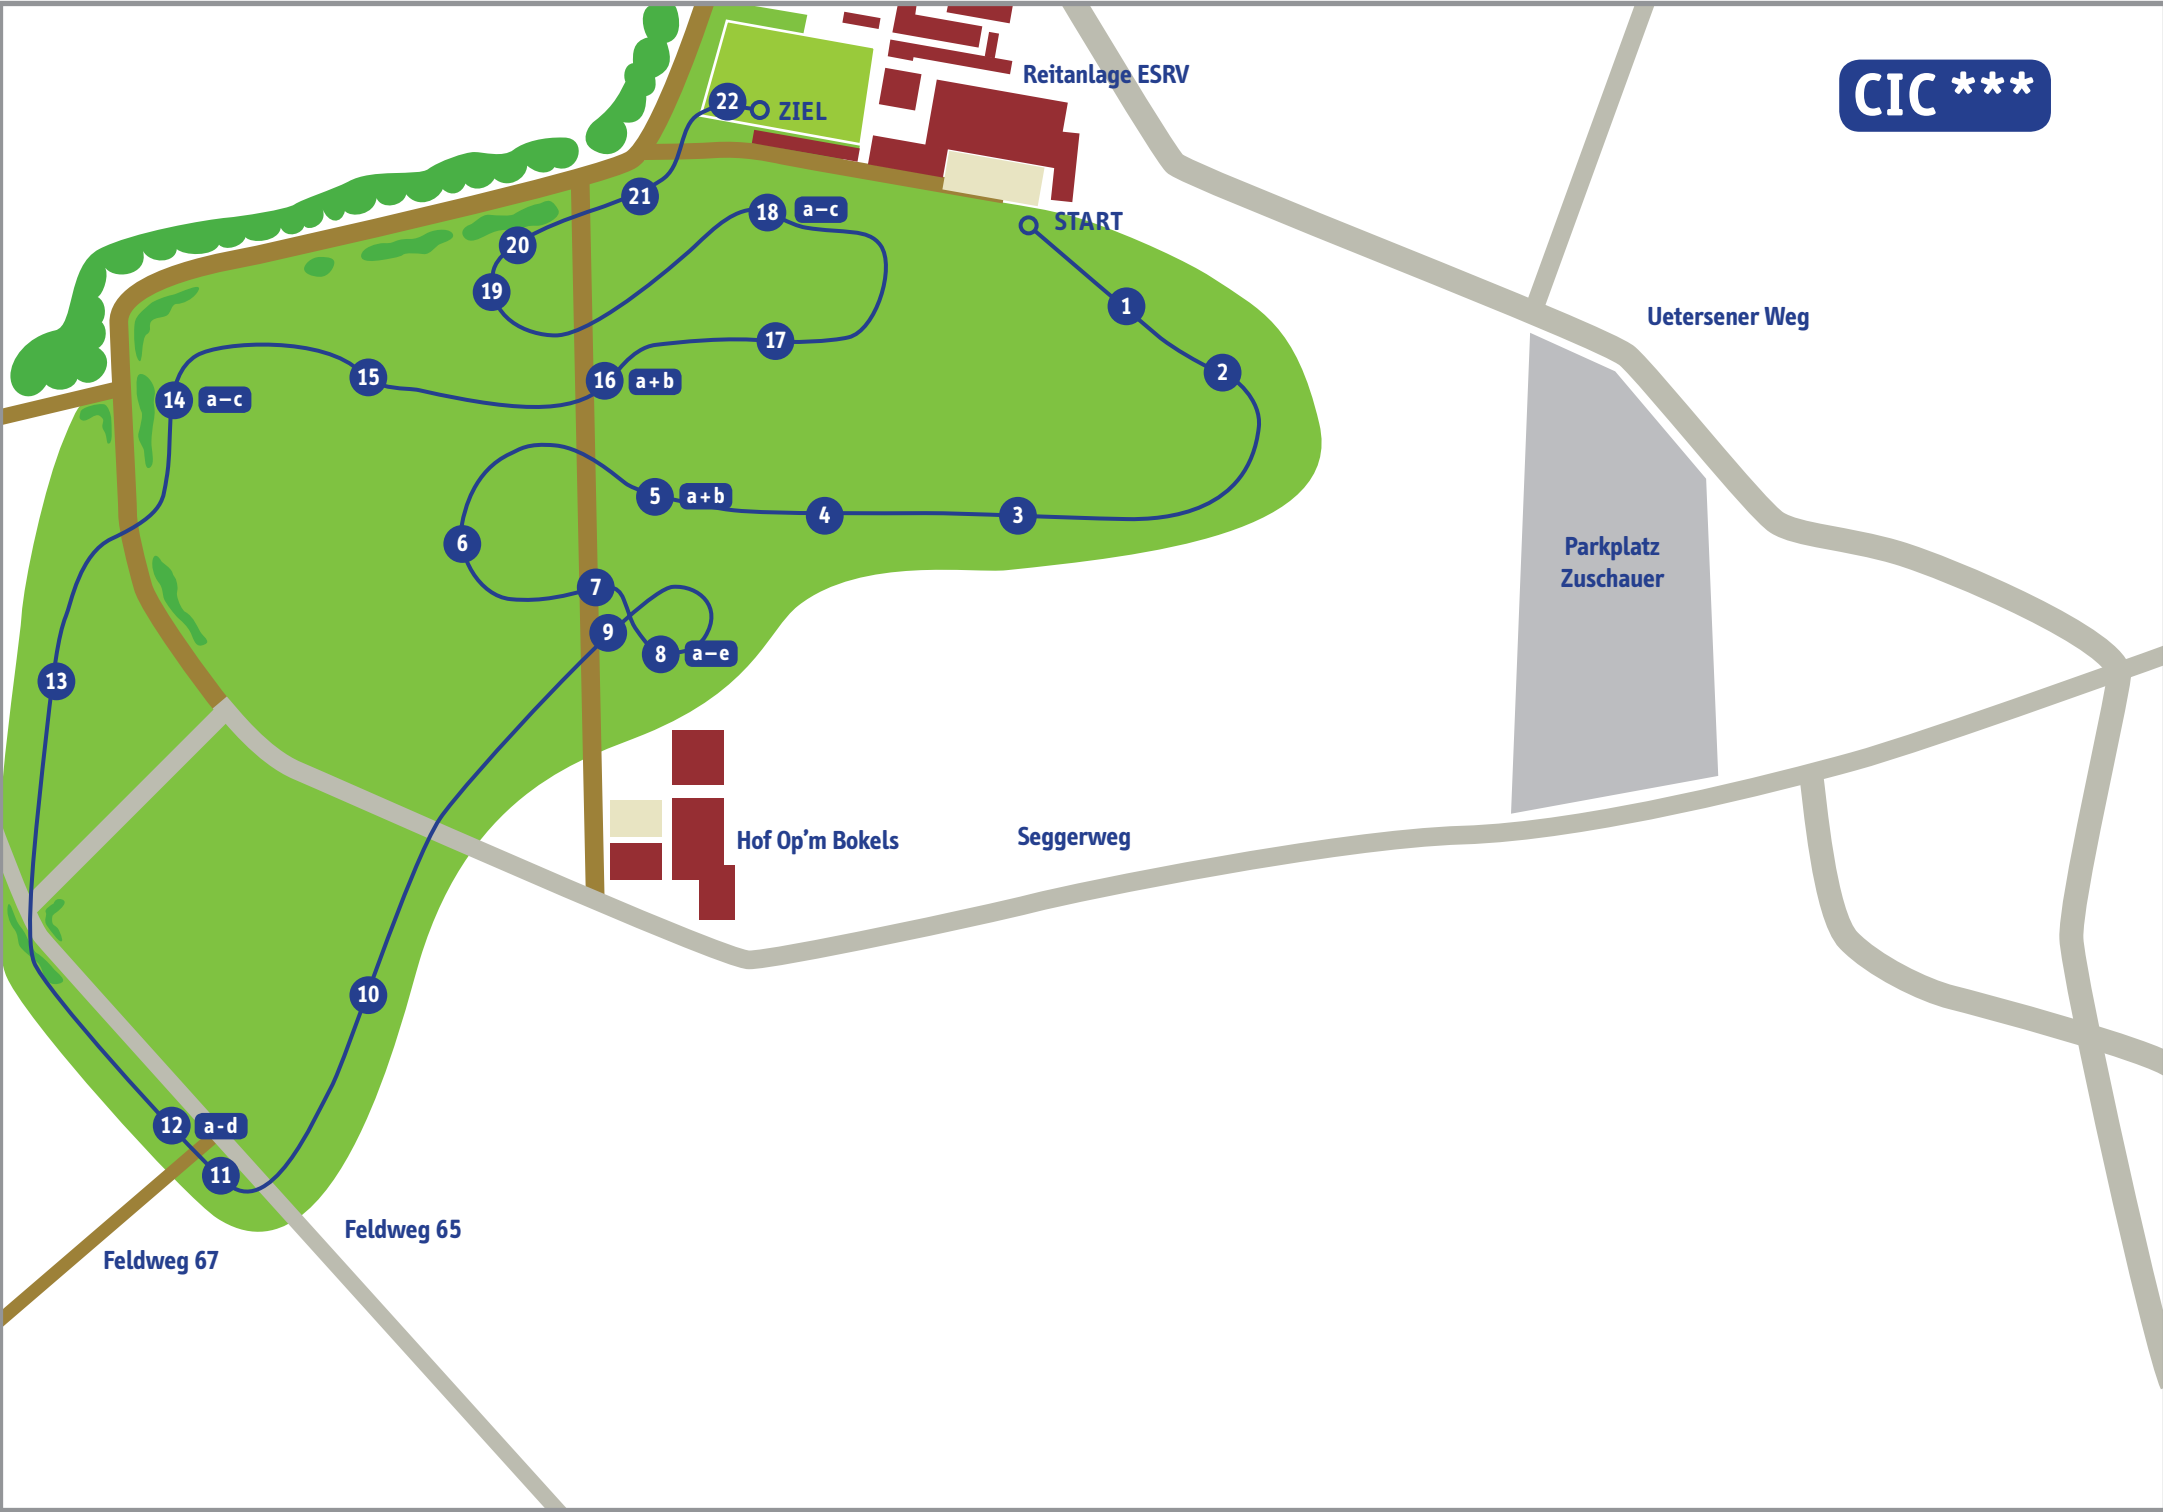 Reitanlage ESRV
CIC ***
22 ZIEL
21
18 a–c
START
20
19
1
Uetersener Weg
17
2
15
16 a+b
14 a–c
5 a+b
4
3
6
Parkplatz
Zuschauer
7
9
8 a–e
13
Hof Op’m Bokels
Seggerweg
10
12 a-d
11
Feldweg 65
Feldweg 67